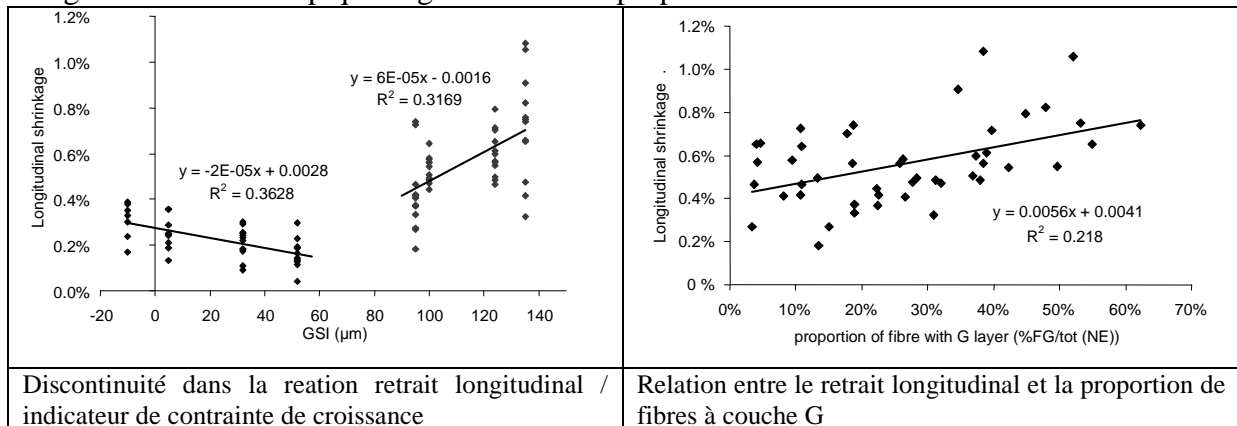 1.2%
1.0%
0.8%
0.6%
0.4%
0.2%
0.0%
Longitudinal shrinkage
y = 6E-05x - 0.0016
R² = 0.3169
y = -2E-05x + 0.0028
R² = 0.3628
-20 0 20 40 60 80 100 120 140
GSI (µm)
Discontinuité dans la reation retrait longitudinal /
indicateur de contrainte de croissance
1.2%
1.0%
0.8%
0.6%
0.4%
0.2%
0 %
Longitudinal shrinkage .
y = 0.0056x + 0.0041
R² = 0.218
0% 10% 20% 30% 40% 50% 60% 70%
proportion of fibre with G layer (%FG/tot (NE))
Relation entre le retrait longitudinal et la proportion de
fibres à couche G